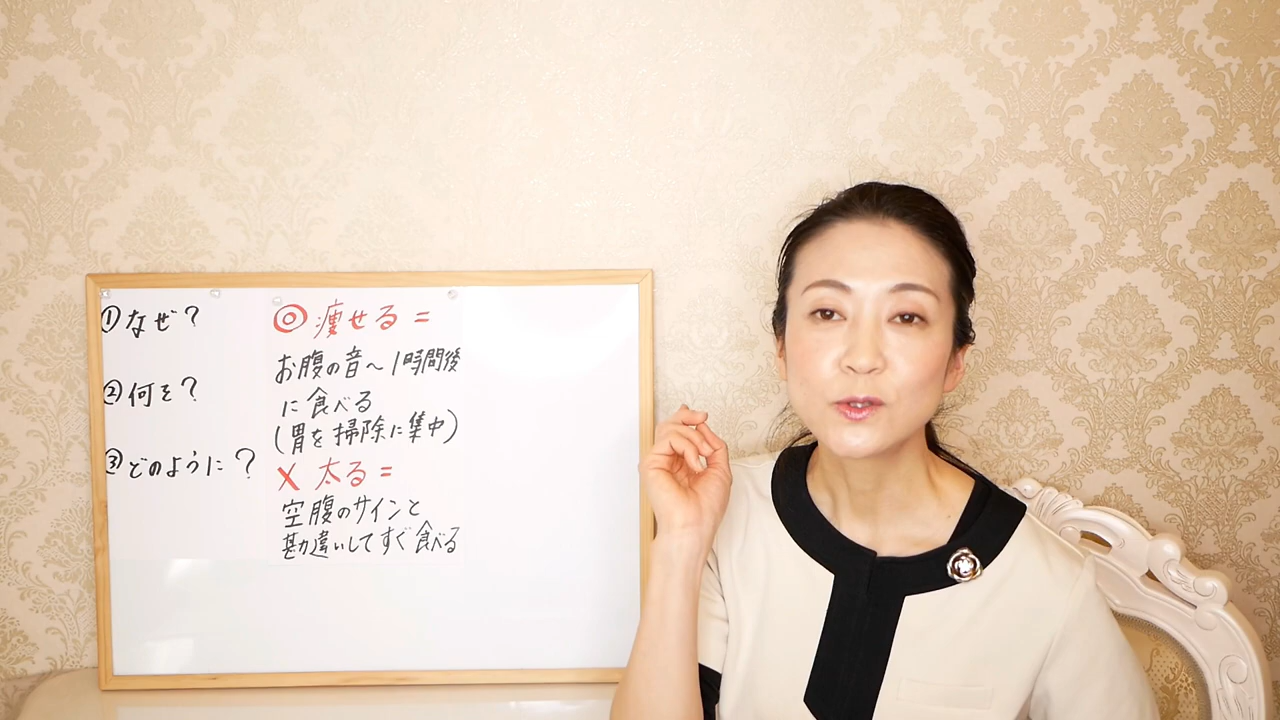 ①なぜ?
②何を?
③どのように?
◎痩せる=
お腹の音~1時間後
に食べる
(胃を掃除に集中)
×太る=
空腹のサインと
勘違いしてすぐ食べる